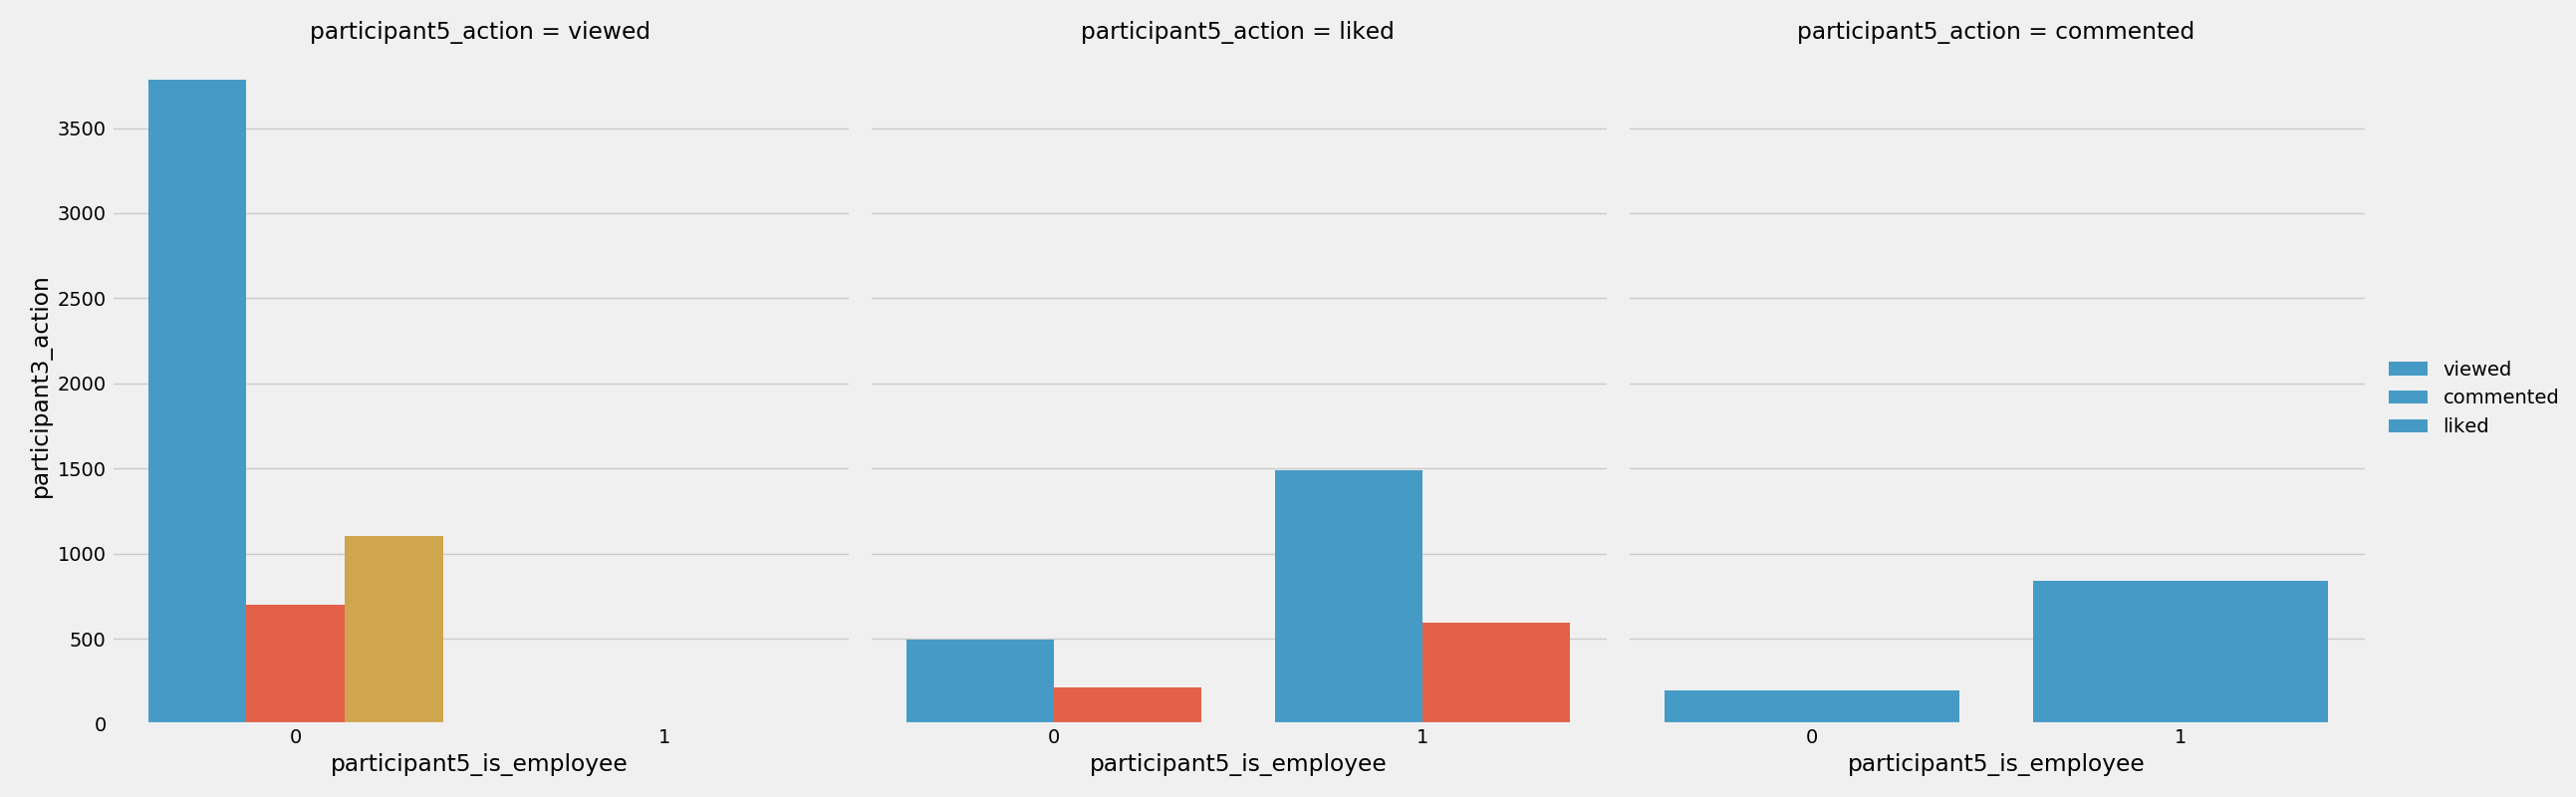 participant5_action = viewed
participant5_action = liked
participant5_action = commented
participant3_action
3500
3000
2500
2000
1500
1000
500
0
0 1
participant5_is_employee
0 1
participant5_is_employee
0 1
participant5_is_employee
viewed
commented
liked